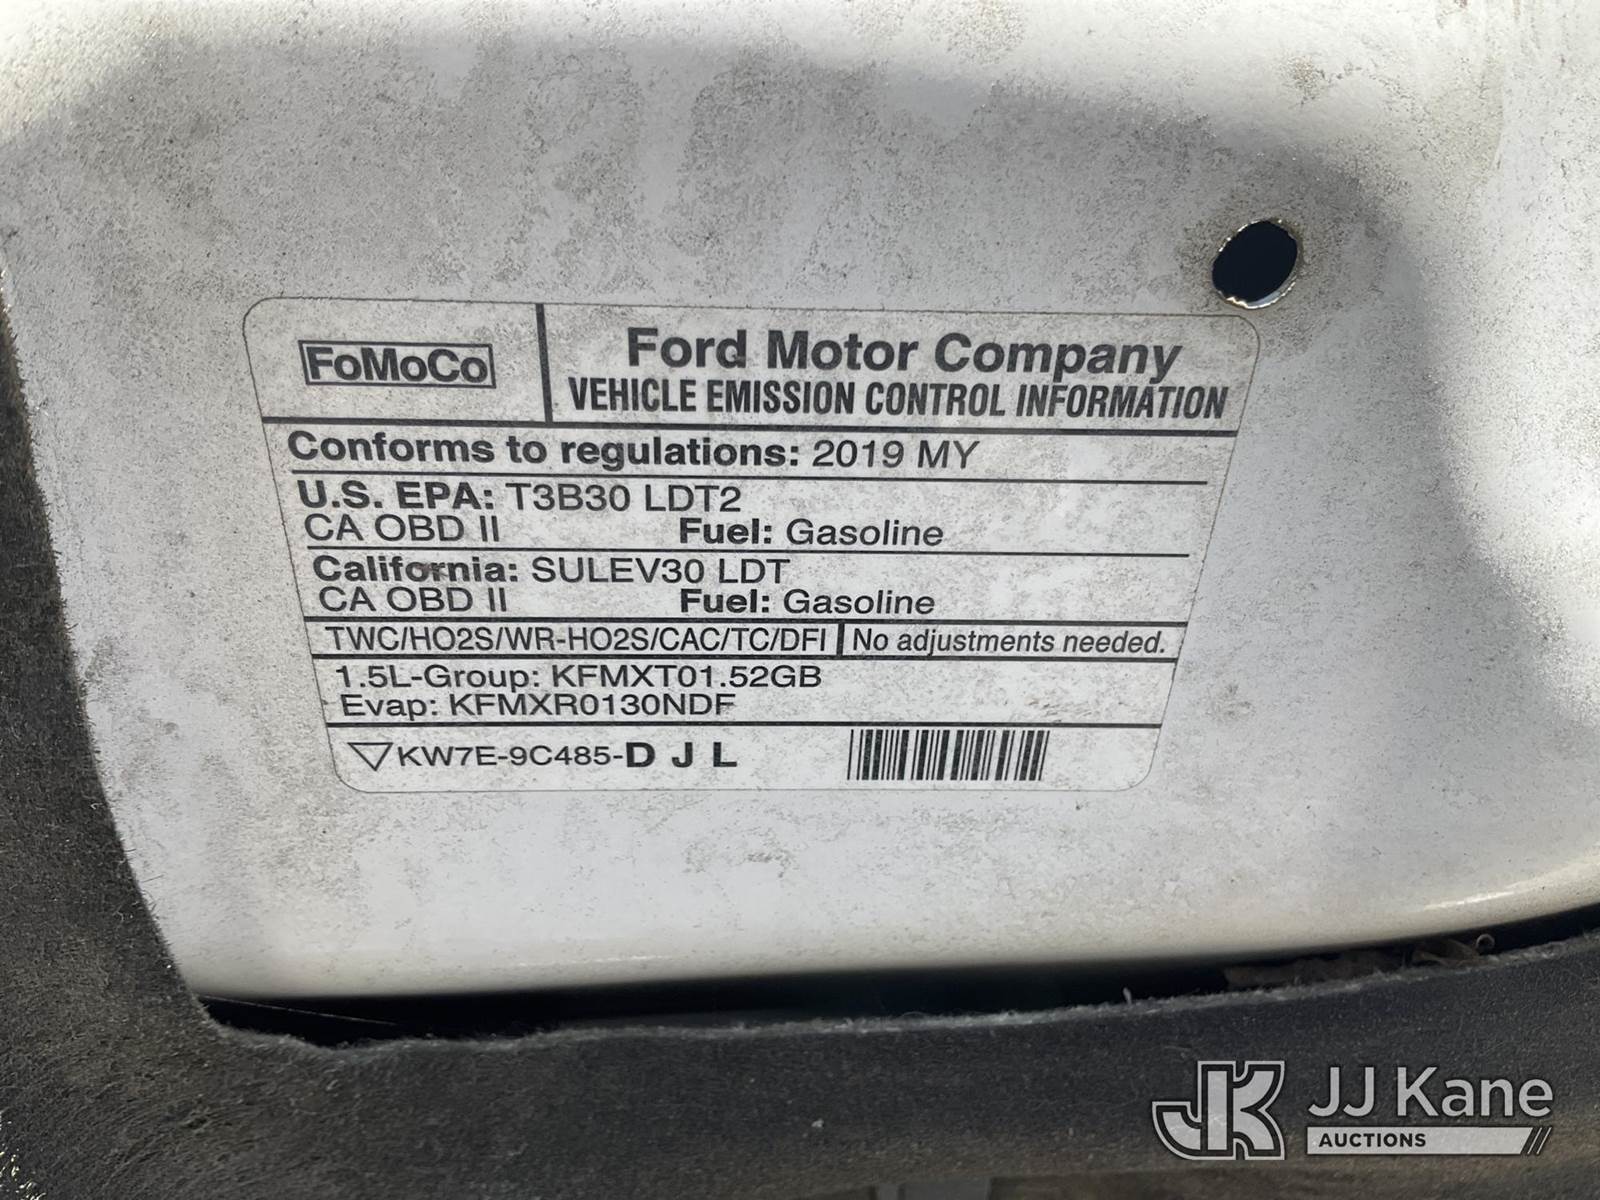 FoMoCo
Ford Motor Company
VEHICLE EMISSION CONTROL INFORMATION
Conforms to regulations: 2019 MY
U.S. EPA: T3B30 LDT2
CA OBD II Fuel: Gasoline
California: SULEV30 LDT
CA OBD II Fuel: Gasoline
TWC/HO2S/WR-HO2S/CAC/TC/DFI No adjustments needed.
1.5L-Group: KFMXT01.52GB
Evap: KFMXR0130NDF
KW7E-9C485-D J L
JK JJ Kane
AUCTIONS